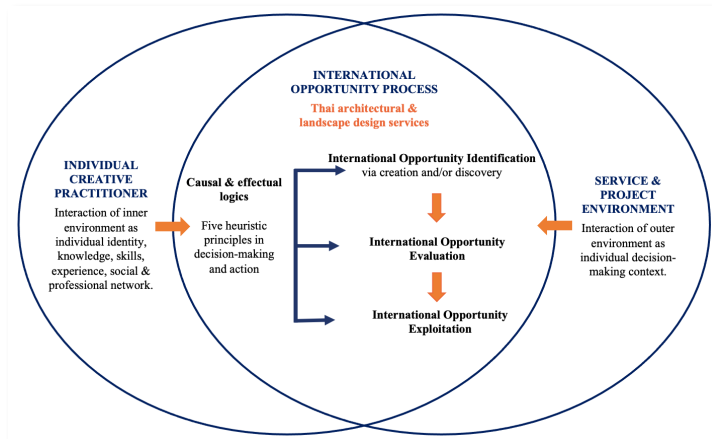 INTERNATIONAL
OPPORTUNITY PROCESS
Thai architectural &
landscape design services
INDIVIDUAL
CREATIVE
PRACTITIONER
Interaction of inner
environment as
individual identity,
knowledge, skills,
experience, social &
professional network.
Causal & effectual
logics
Five heuristic
principles in
decision-making
and action
International Opportunity Identification
via creation and/or discovery
International Opportunity
Evaluation
International Opportunity
Exploitation
SERVICE &
PROJECT
ENVIRONMENT
Interaction of outer
environment as
individual decision-
making context.